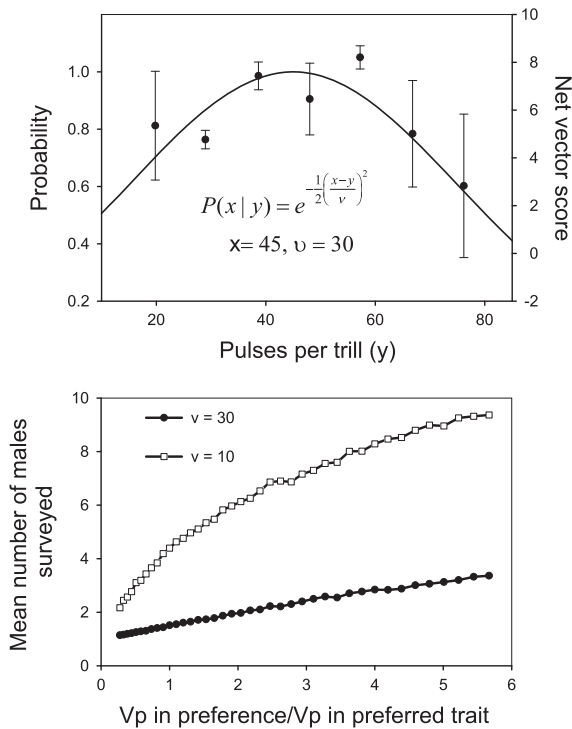 10
1.0
8
0.8
6
4
0.6
2
0.4
0
0.2
-2
Probability
Net vector score
P(x | y) = e^{-\frac{1}{2}\left(\frac{x-y}{v}\right)^2}
x= 45, υ = 30
20 40 60 80
Pulses per trill (y)
10
8
6
4
2
0
Mean number of males
surveyed
v = 30
v = 10
0 1 2 3 4 5 6
Vp in preference/Vp in preferred trait